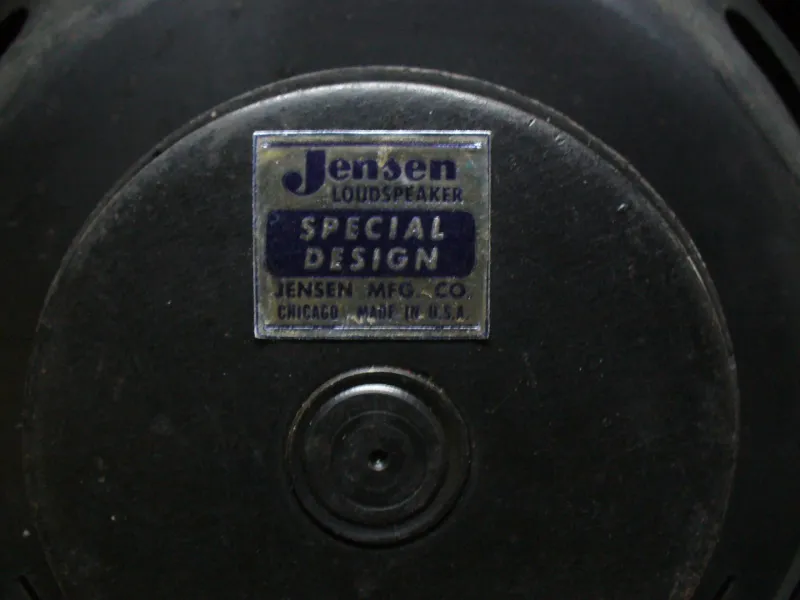 Jensen
LOUDSPEAKER
SPECIAL
DESIGN
JENSEN MFG. CO.
CHICAGO MADE IN U.S.A.